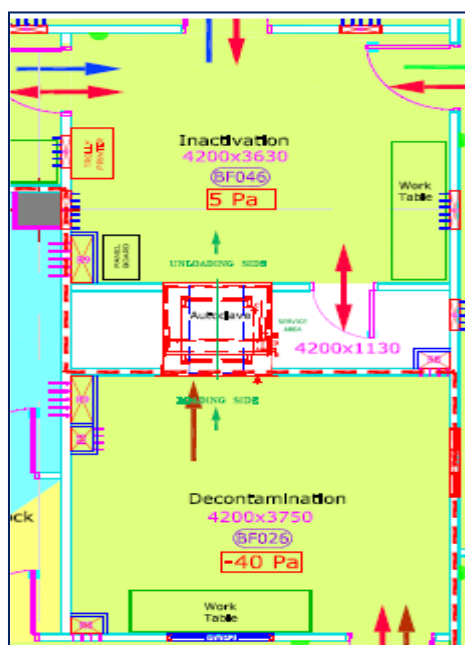 Inactivation
4200x3630
BF046
5 Pa
TROLLY
PRINTER
Work
Table
PANEL
BOARD
UNLOADING SIDE
Autoclave
SERVICE
AREA
4200x1130
LOADING SIDE
Decontamination
4200x3750
BF026
-40 Pa
ock
Work
Table